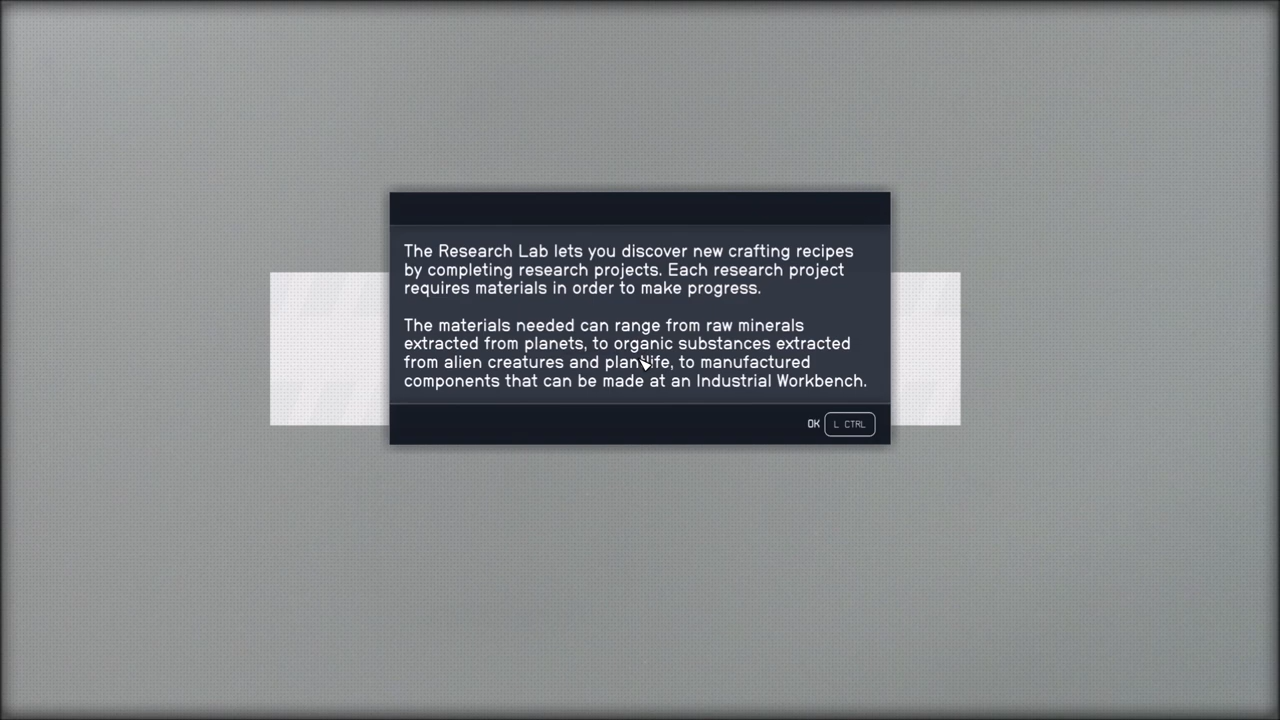 The Research Lab lets you discover new crafting recipes
by completing research projects. Each research project
requires materials in order to make progress.
The materials needed can range from raw minerals
extracted from planets, to organic substances extracted
from alien creatures and plantlife, to manufactured
components that can be made at an Industrial Workbench.
OK L CTRL